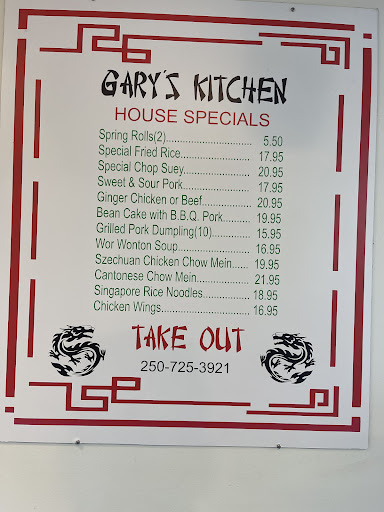 GARY'S KITCHEN
HOUSE SPECIALS
Spring Rolls(2)............................ 5.50
Special Fried Rice........................ 17.95
Special Chop Suey...................... 20.95
Sweet & Sour Pork...................... 17.95
Ginger Chicken or Beef................ 20.95
Bean Cake with B.B.Q. Pork......... 19.95
Grilled Pork Dumpling(10)............. 15.95
Wor Wonton Soup........................ 16.95
Szechuan Chicken Chow Mein..... 19.95
Cantonese Chow Mein................. 21.95
Singapore Rice Noodles............... 18.95
Chicken Wings............................. 16.95
TAKE OUT
250-725-3921